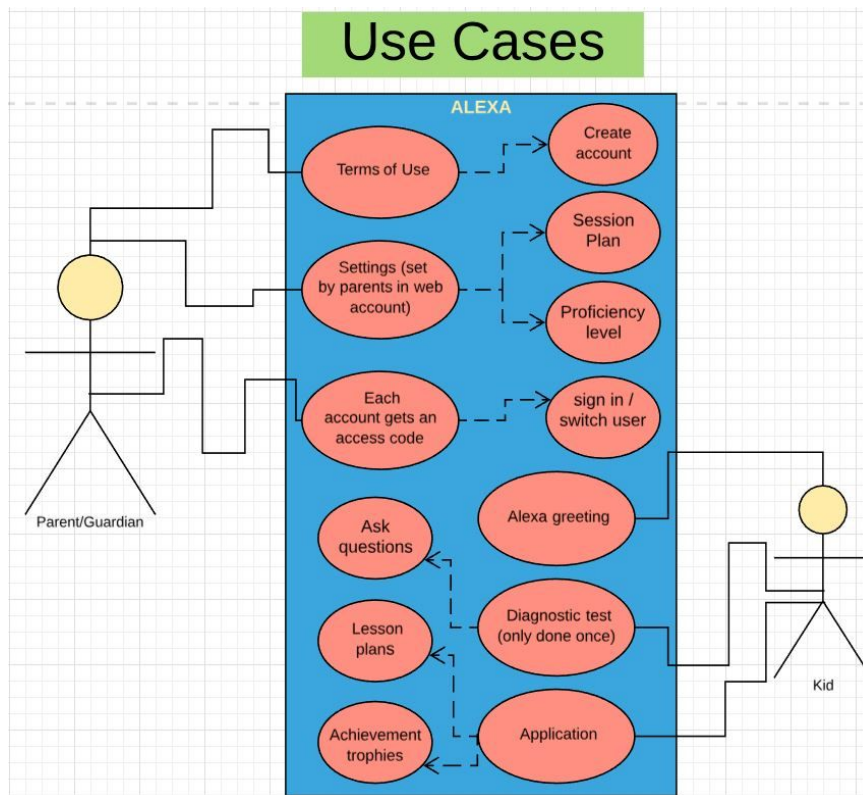 Use Cases
ALEXA
Create
account
Terms of Use
Session
Plan
Settings (set
by parents in web
account)
Proficiency
level
Each
account gets an
access code
sign in /
switch user
Parent/Guardian
Ask
questions
Alexa greeting
Diagnostic test
(only done once)
Lesson
plans
Kid
Achievement
trophies
Application